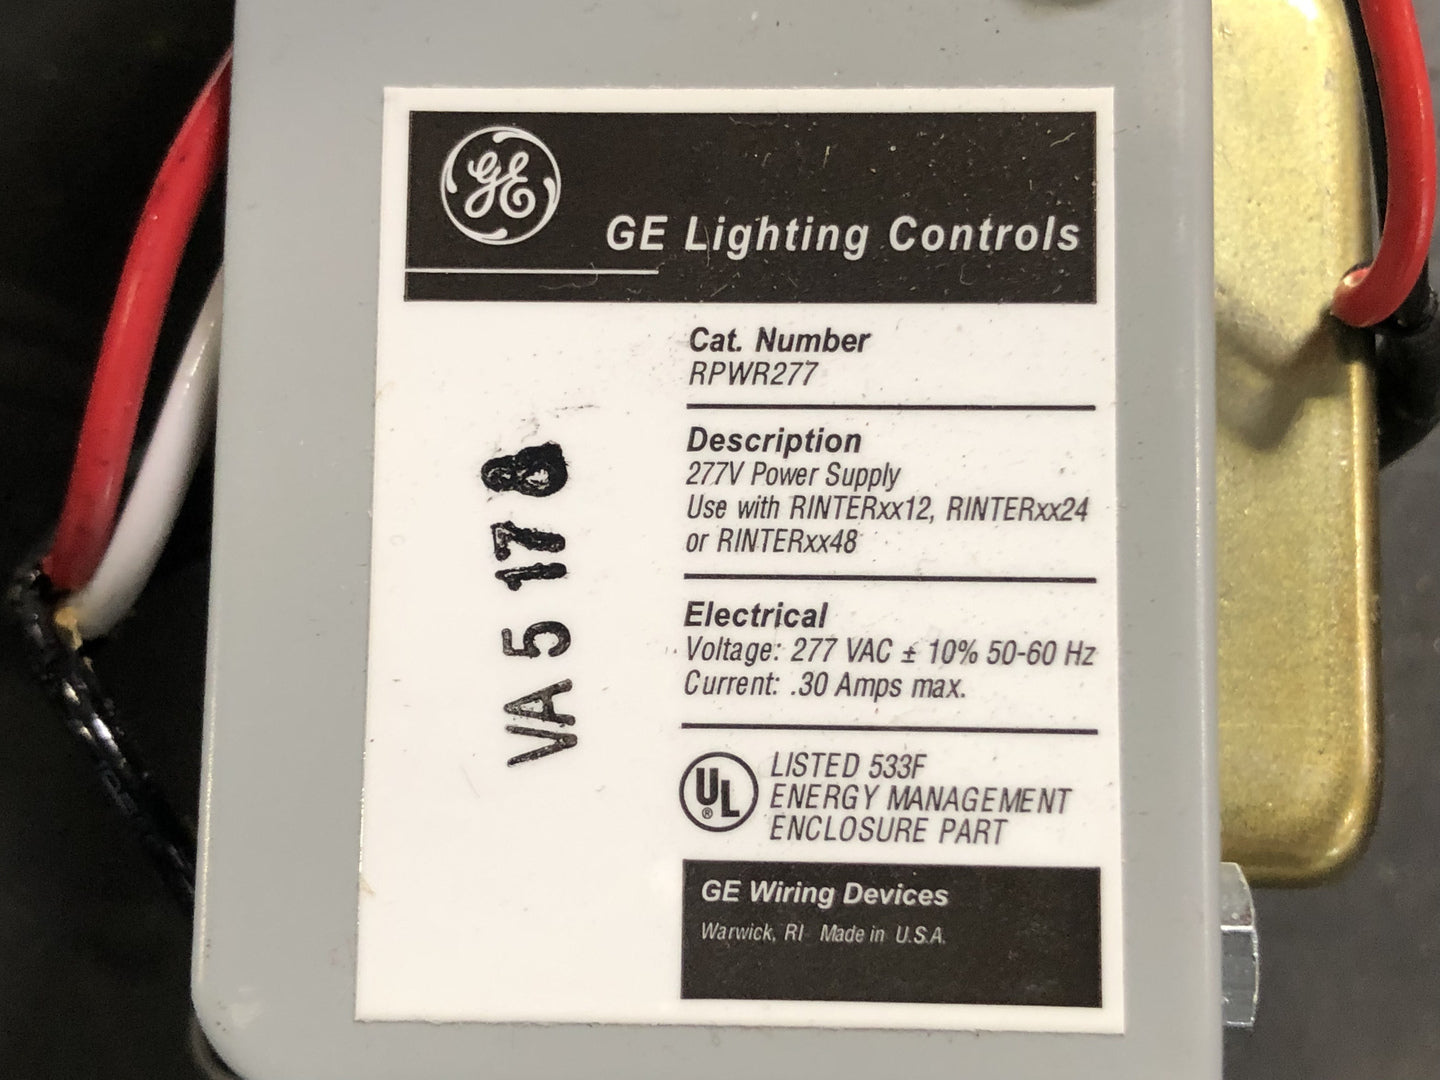 GE
GE Lighting Controls
Cat. Number
RPWR277
Description
277V Power Supply
Use with RINTERxx12, RINTERxx24
or RINTERxx48
Electrical
Voltage: 277 VAC ± 10% 50-60 Hz
Current: .30 Amps max.
UL ®
LISTED 533F
ENERGY MANAGEMENT
ENCLOSURE PART
GE Wiring Devices
Warwick, RI Made in U.S.A.
VA 5 17 8